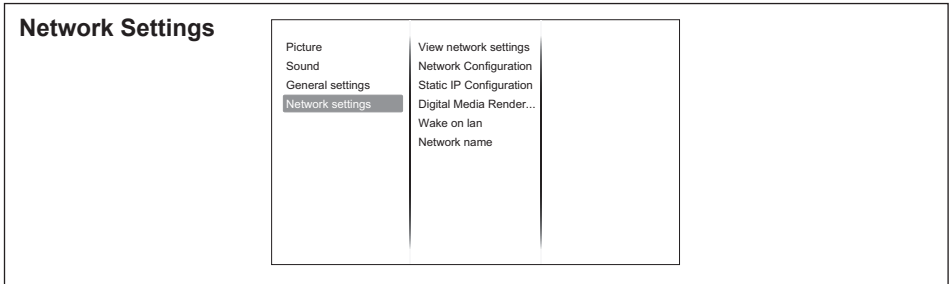 Network Settings
Picture
Sound
General settings
Network settings
View network settings
Network Configuration
Static IP Configuration
Digital Media Render...
Wake on lan
Network name